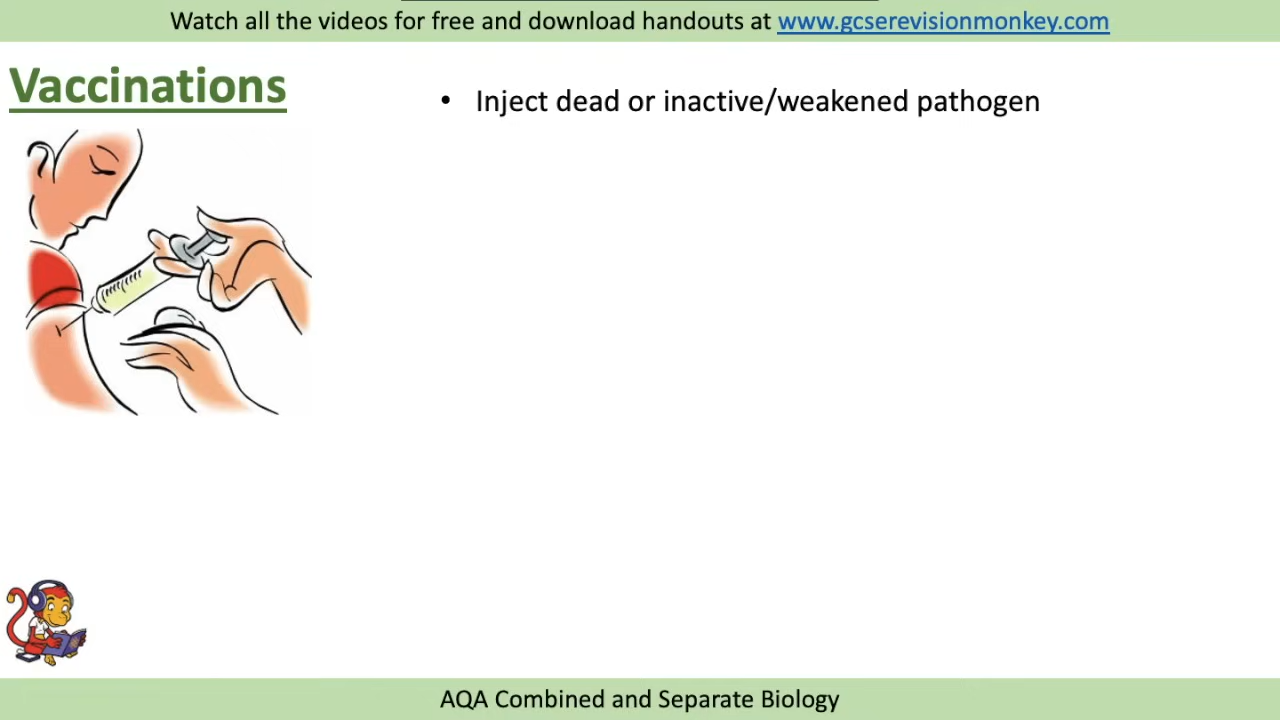 Watch all the videos for free and download handouts at www.gcserevisionmonkey.com
Vaccinations
• Inject dead or inactive/weakened pathogen
AQA Combined and Separate Biology